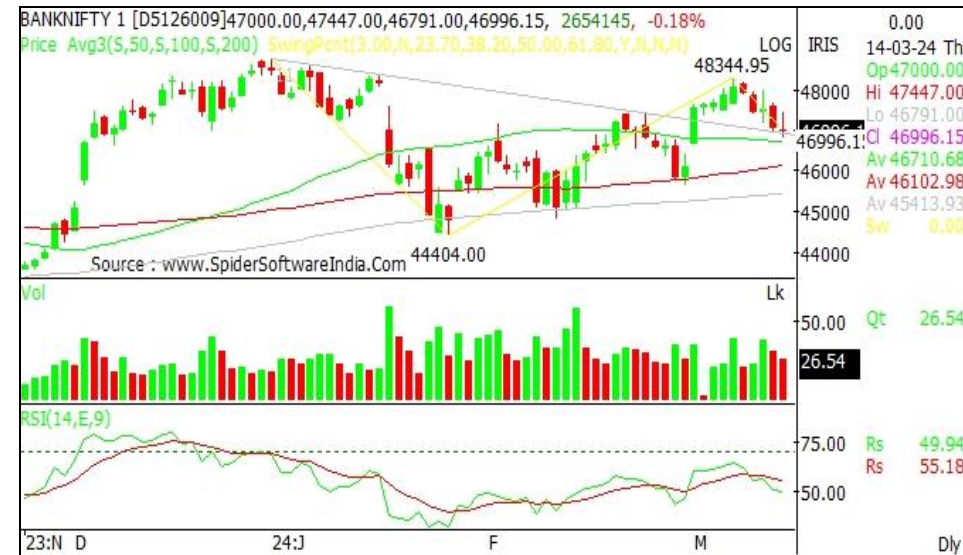 BANKNIFTY 1 [D5126009]47000.00,47447.00,46791.00,46996.15, 2654145, -0.18%
Price Avg3(S,50,S,100,S,200) SwingPcnt(3.00,N,23.70,38.20,50.00,61.80,Y,N,N,N) LOG
IRIS
0.00
14-03-24 Th
Op47000.00
Hi 47447.00
Lo 46791.00
Cl 46996.15
Av 46710.68
Av 46102.98
Av 45413.93
Sw 0.00
48344.95
48000
46996.1
46000
45000
44000
44404.00
Source : www.SpiderSoftwareIndia.Com
Vol Lk
50.00
26.54
Qt 26.54
RSI(14,E,9)
75.00
50.00
Rs 49.94
Rs 55.18
23:N D 24:J F M Dly